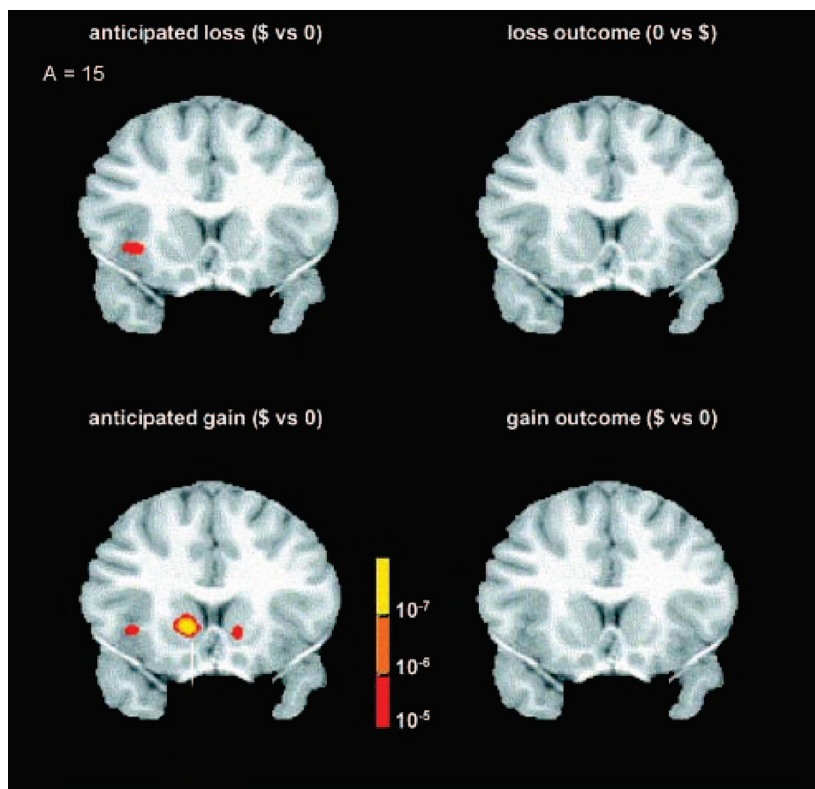 anticipated loss ($ vs 0)
loss outcome (0 vs $)
A = 15
anticipated gain ($ vs 0)
gain outcome ($ vs 0)
10-7
10-6
10-5